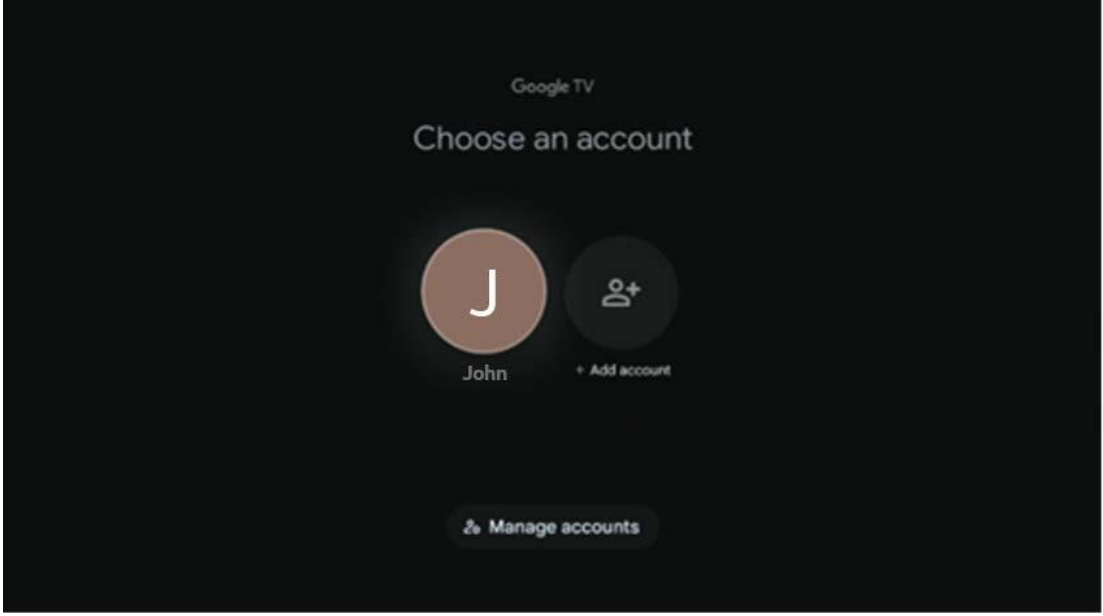 Google TV
Choose an account
J
John
+ Add account
Manage accounts